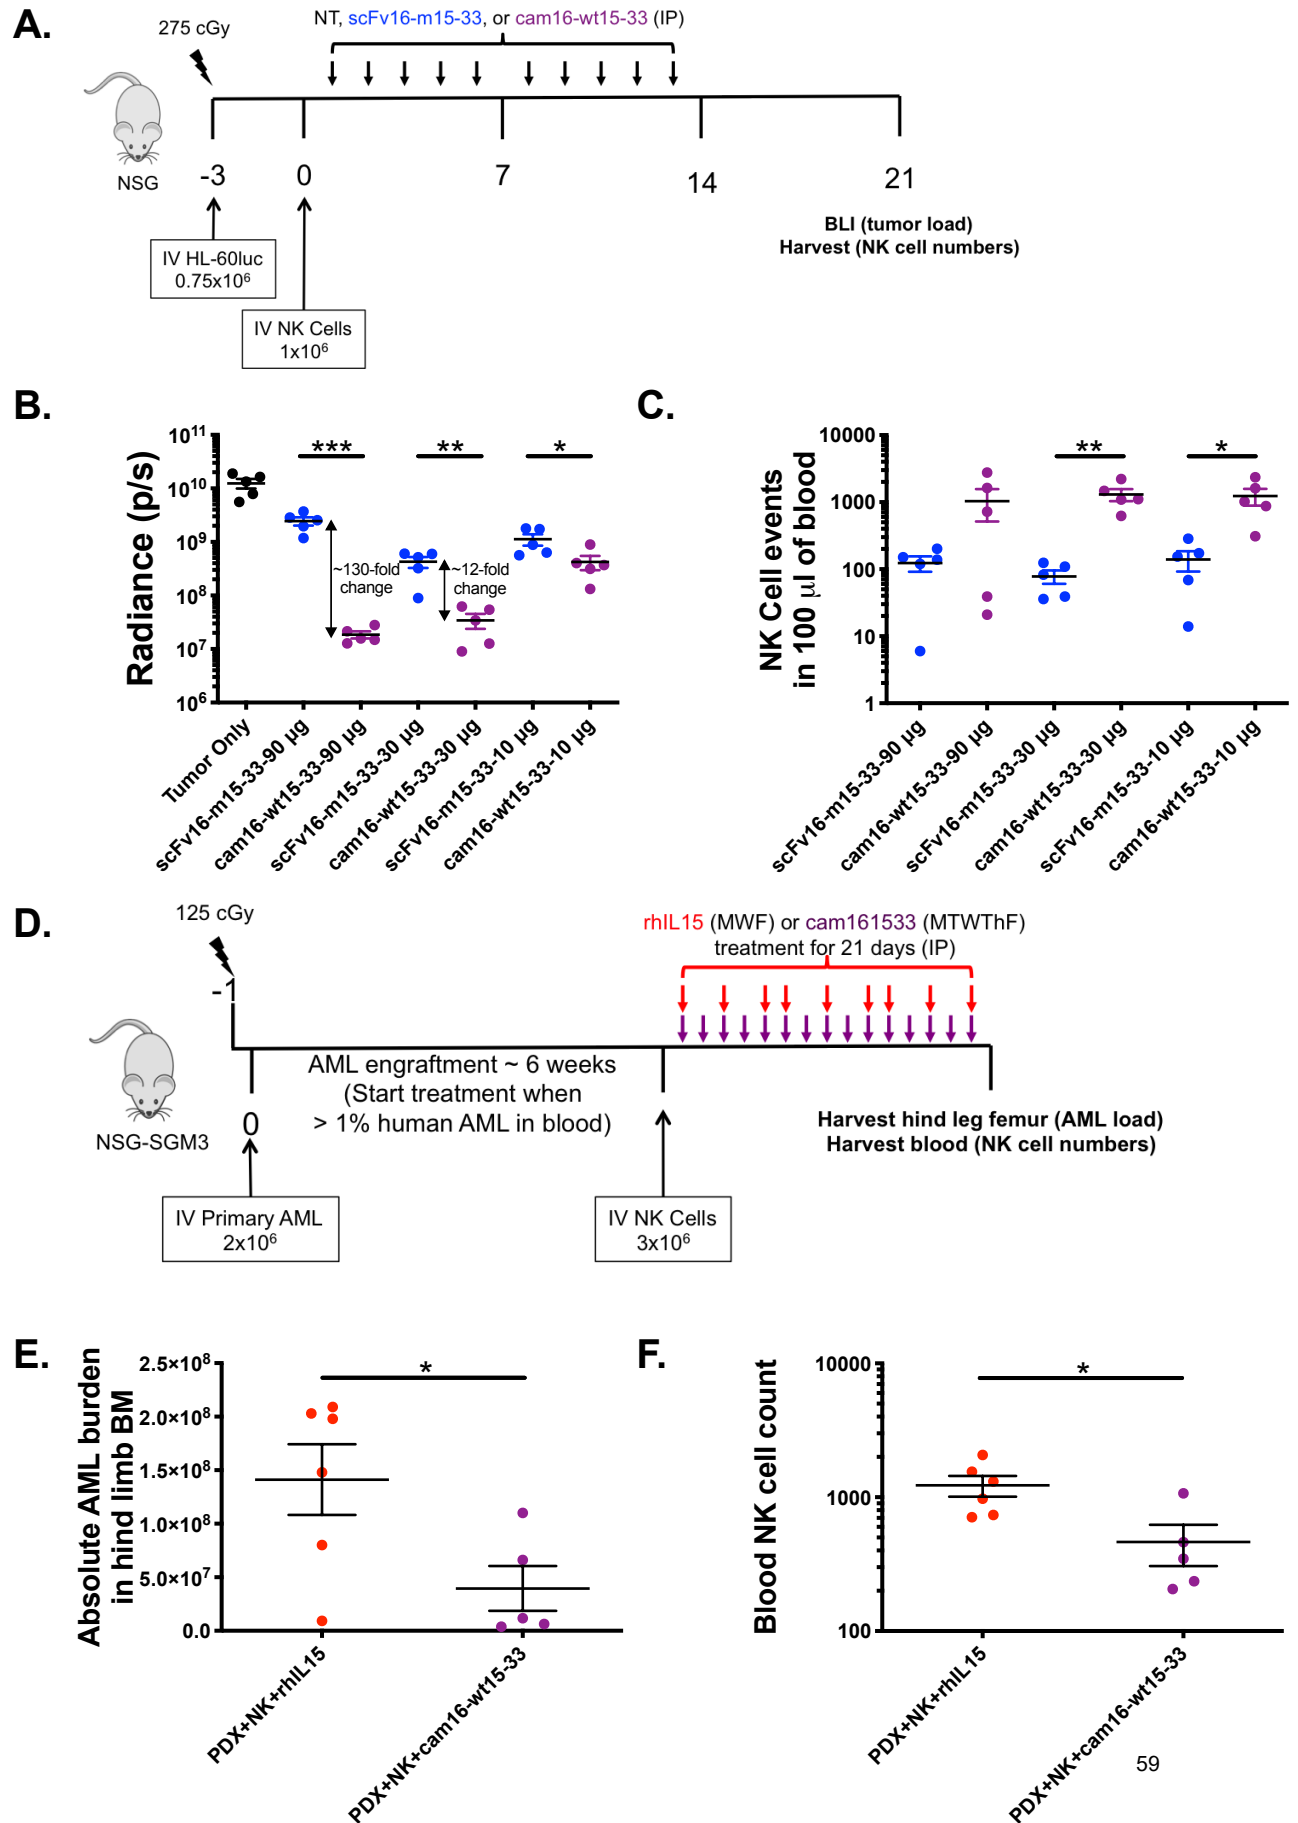 A.
275 cGy
NT, scFv16-m15-33, or cam16-wt15-33 (IP)
NSG
-3
0
7
14
21
BLI (tumor load)
Harvest (NK cell numbers)
IV HL-60luc
0.75x10⁶
IV NK Cells
1x10⁶
B.
Radiance (p/s)
10¹¹
10¹⁰
10⁹
10⁸
10⁷
10⁶
***
**
*
~130-fold
change
~12-fold
change
Tumor Only
scFv16-m15-33-90 µg
cam16-wt15-33-90 µg
scFv16-m15-33-30 µg
cam16-wt15-33-30 µg
scFv16-m15-33-10 µg
cam16-wt15-33-10 µg
C.
NK Cell events
in 100 µl of blood
10000
1000
100
10
1
**
*
scFv16-m15-33-90 µg
cam16-wt15-33-90 µg
scFv16-m15-33-30 µg
cam16-wt15-33-30 µg
scFv16-m15-33-10 µg
cam16-wt15-33-10 µg
D.
125 cGy
rhIL15 (MWF) or cam161533 (MTWThF)
treatment for 21 days (IP)
-1
NSG-SGM3
0
AML engraftment ~ 6 weeks
(Start treatment when
> 1% human AML in blood)
Harvest hind leg femur (AML load)
Harvest blood (NK cell numbers)
IV Primary AML
2x10⁶
IV NK Cells
3x10⁶
E.
Absolute AML burden
in hind limb BM
2.5×10⁸
2.0×10⁸
1.5×10⁸
1.0×10⁸
5.0×10⁷
0.0
*
PDX+NK+rhIL15
PDX+NK+cam16-wt15-33
F.
Blood NK cell count
10000
1000
100
*
PDX+NK+rhIL15
PDX+NK+cam16-wt15-33
59